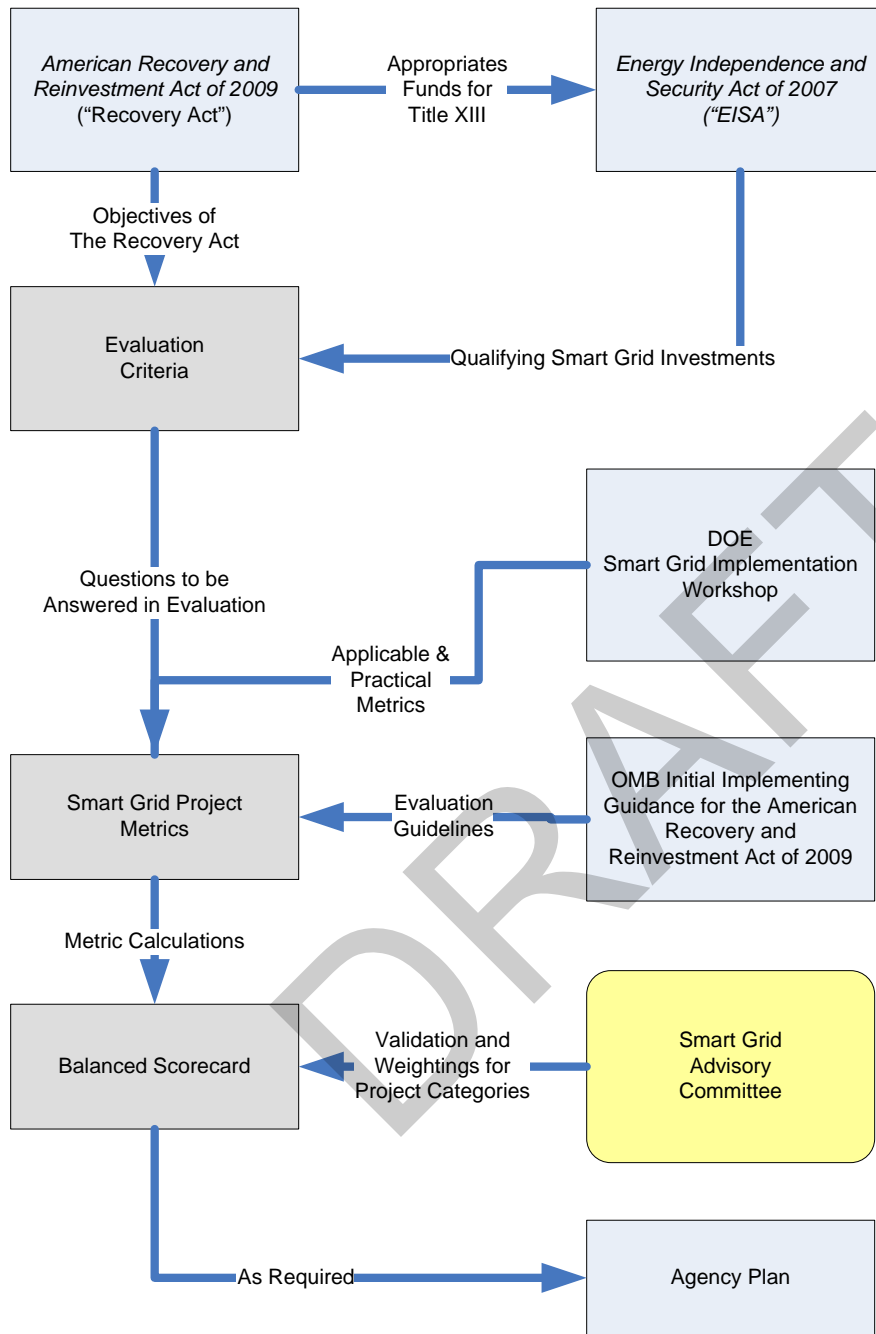 American Recovery and
Reinvestment Act of 2009
(“Recovery Act”)
Appropriates
Funds for
Title XIII
Energy Independence and
Security Act of 2007
(“EISA”)
Objectives of
The Recovery Act
Evaluation
Criteria
Qualifying Smart Grid Investments
DOE
Smart Grid Implementation
Workshop
Questions to be
Answered in Evaluation
Applicable &
Practical
Metrics
Smart Grid Project
Metrics
Evaluation
Guidelines
OMB Initial Implementing
Guidance for the American
Recovery and
Reinvestment Act of 2009
Metric Calculations
Balanced Scorecard
Validation and
Weightings for
Project Categories
Smart Grid
Advisory
Committee
As Required
Agency Plan
DRAFT